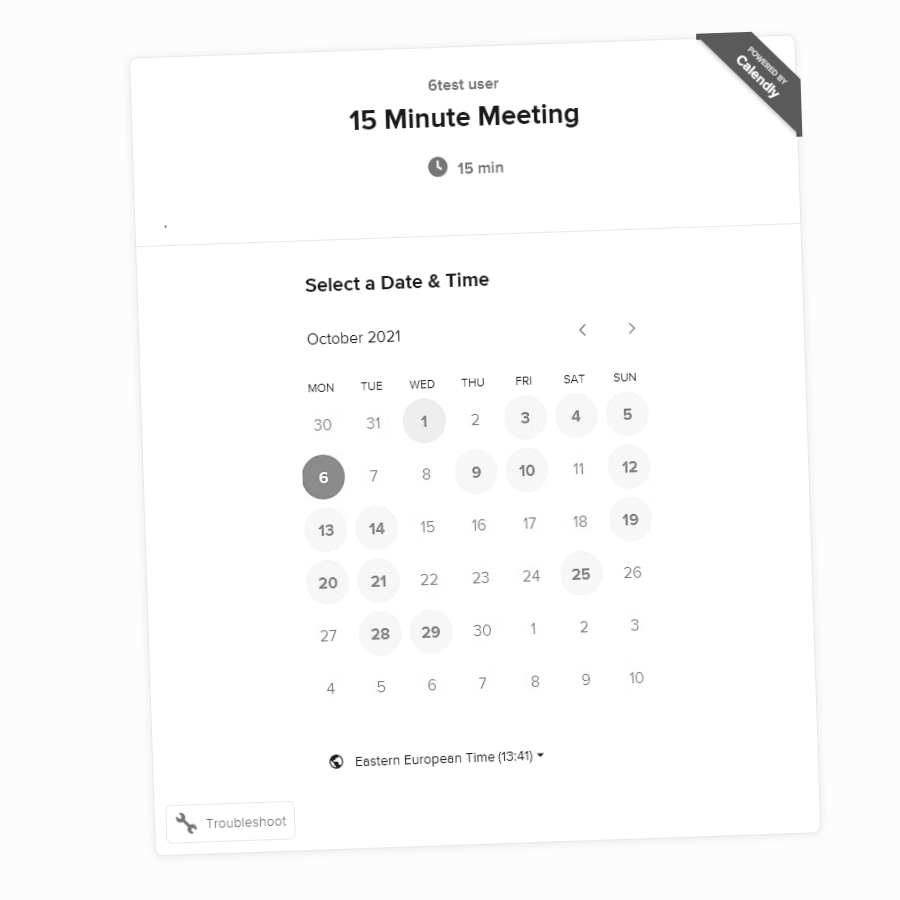 POWERED BY
Calendly
6test user
15 Minute Meeting
15 min
.
Select a Date & Time
October 2021
MON TUE WED THU FRI SAT SUN
30 31 1 2 3 4 5
6 7 8 9 10 11 12
13 14 15 16 17 18 19
20 21 22 23 24 25 26
27 28 29 30 1 2 3
4 5 6 7 8 9 10
Eastern European Time (13:41)
Troubleshoot